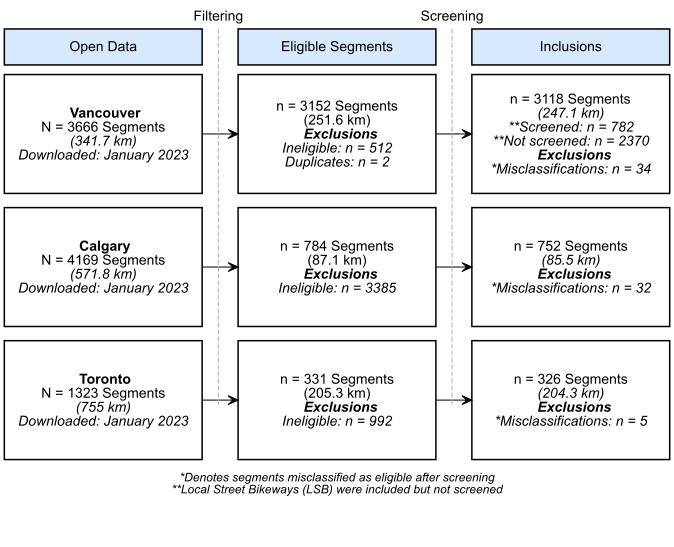 Filtering
Screening
Open Data
Eligible Segments
Inclusions
Vancouver
N = 3666 Segments
(341.7 km)
Downloaded: January 2023
n = 3152 Segments
(251.6 km)
Exclusions
Ineligible: n = 512
Duplicates: n = 2
n = 3118 Segments
(247.1 km)
**Screened: n = 782
**Not screened: n = 2370
Exclusions
*Misclassifications: n = 34
Calgary
N = 4169 Segments
(571.8 km)
Downloaded: January 2023
n = 784 Segments
(87.1 km)
Exclusions
Ineligible: n = 3385
n = 752 Segments
(85.5 km)
Exclusions
*Misclassifications: n = 32
Toronto
N = 1323 Segments
(755 km)
Downloaded: January 2023
n = 331 Segments
(205.3 km)
Exclusions
Ineligible: n = 992
n = 326 Segments
(204.3 km)
Exclusions
*Misclassifications: n = 5
*Denotes segments misclassified as eligible after screening
**Local Street Bikeways (LSB) were included but not screened